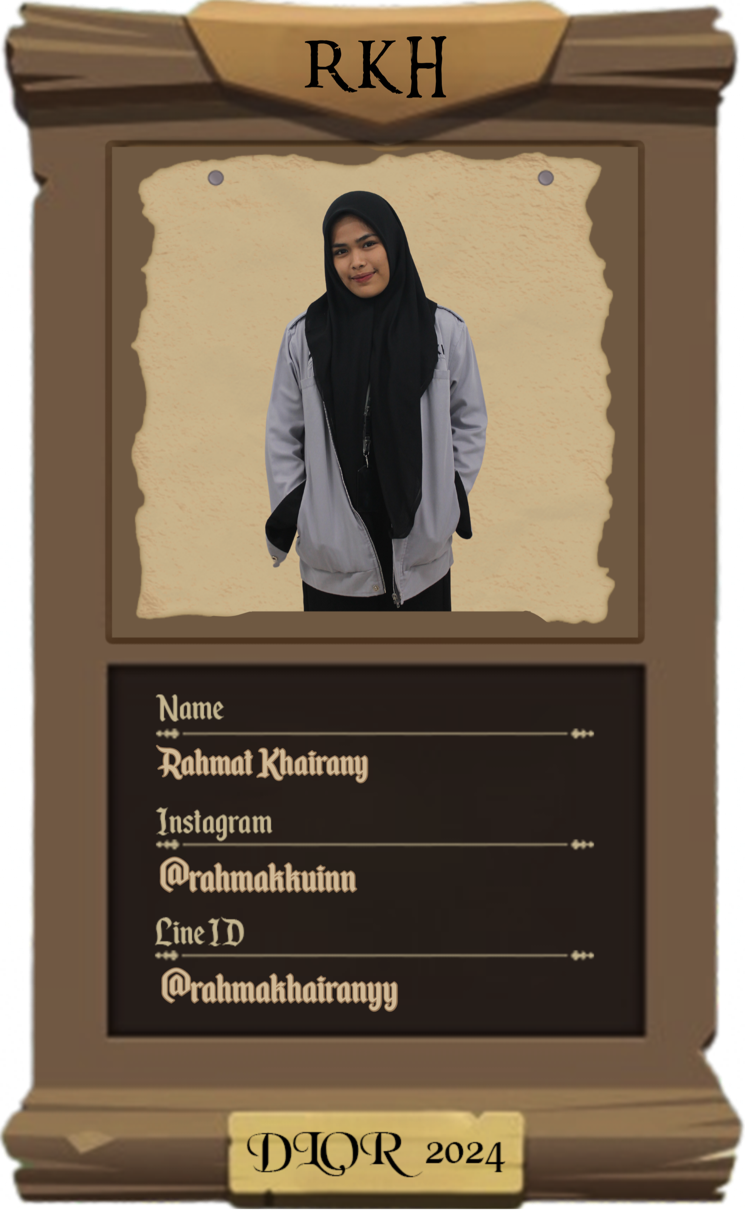 RKH
Name
Rahmat Khairany
Instagram
@rahmakkuinn
Line ID
@rahmakhairanyy
DLOR 2024